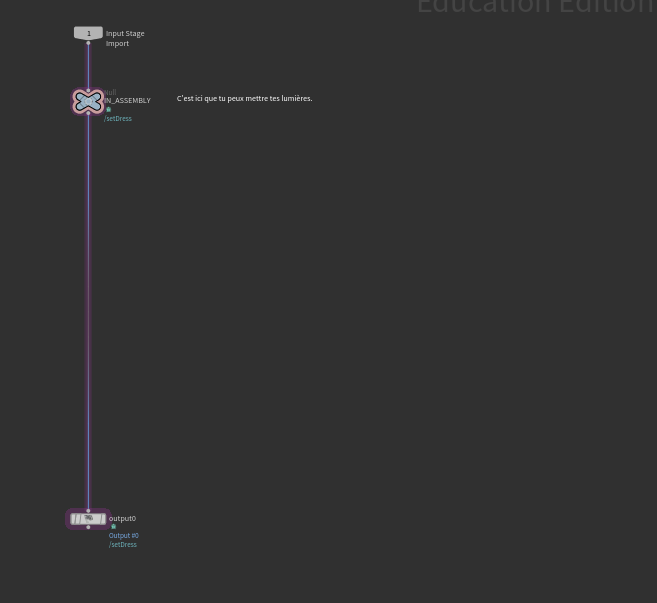 Education Edition
1
Input Stage
Import
Null
IN_ASSEMBLY
C'est ici que tu peux mettre tes lumières.
/setDress
output0
Output #0
/setDress